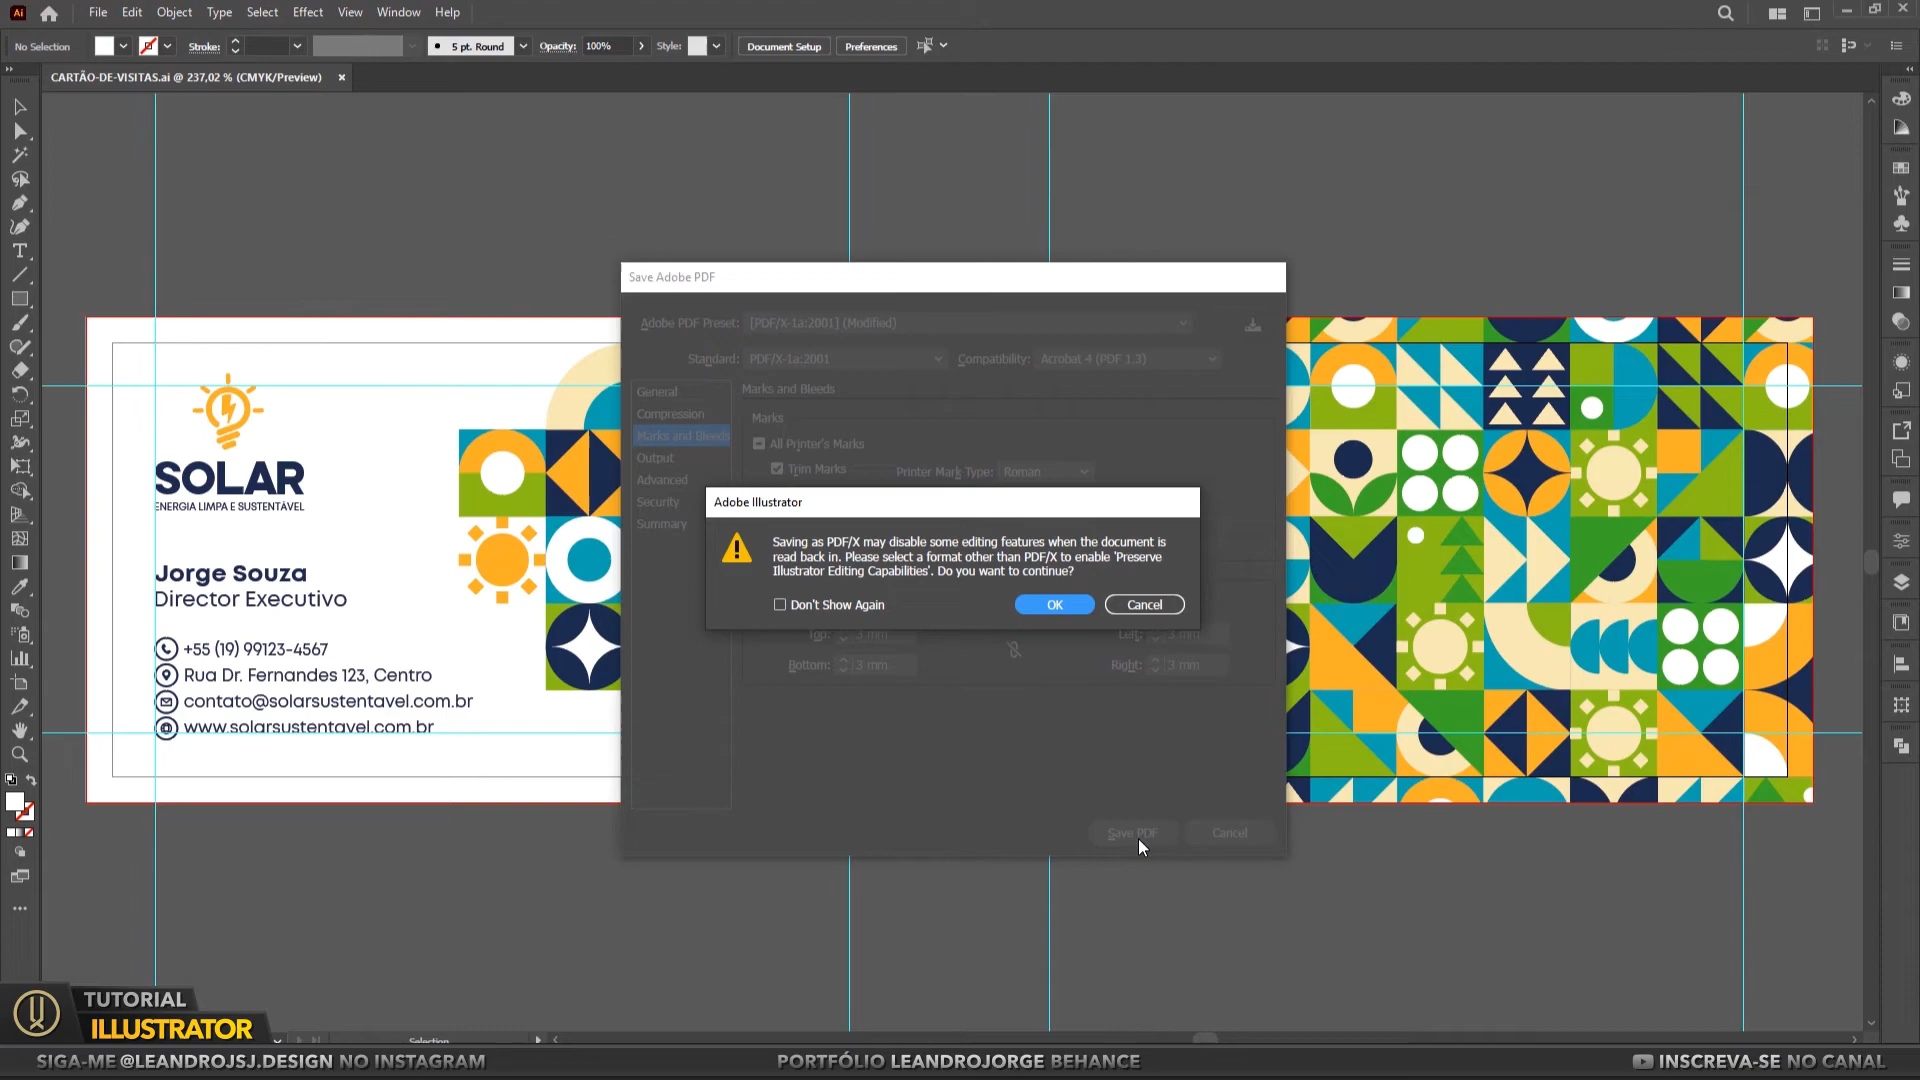 Ai
File Edit Object Type Select Effect View Window Help
No Selection Stroke: 5 pt. Round Opacity: 100% Style: Document Setup Preferences
CARTÃO-DE-VISITAS.ai @ 237,02 % (CMYK/Preview) ×
Save Adobe PDF
Adobe PDF Preset: [PDF/X-1a:2001] (Modified)
Standard: PDF/X-1a:2001 Compatibility: Acrobat 4 (PDF 1.3)
General
Compression
Marks and Bleeds
Output
Advanced
Security
Summary
Marks and Bleeds
Marks
All Printer's Marks
Trim Marks Printer Mark Type: Roman
Adobe Illustrator
Saving as PDF/X may disable some editing features when the document is
read back in. Please select a format other than PDF/X to enable 'Preserve
Illustrator Editing Capabilities'. Do you want to continue?
Don't Show Again OK Cancel
Top: 3 mm Left: 3 mm
Bottom: 3 mm Right: 3 mm
Save PDF Cancel
SOLAR
ENERGIA LIMPA E SUSTENTÁVEL
Jorge Souza
Director Executivo
+55 (19) 99123-4567
Rua Dr. Fernandes 123, Centro
contato@solarsustentavel.com.br
www.solarsustentavel.com.br
Selection
TUTORIAL
ILLUSTRATOR
SIGA-ME @LEANDROJSJ.DESIGN NO INSTAGRAM
PORTFÓLIO LEANDROJORGE BEHANCE
INSCREVA-SE NO CANAL